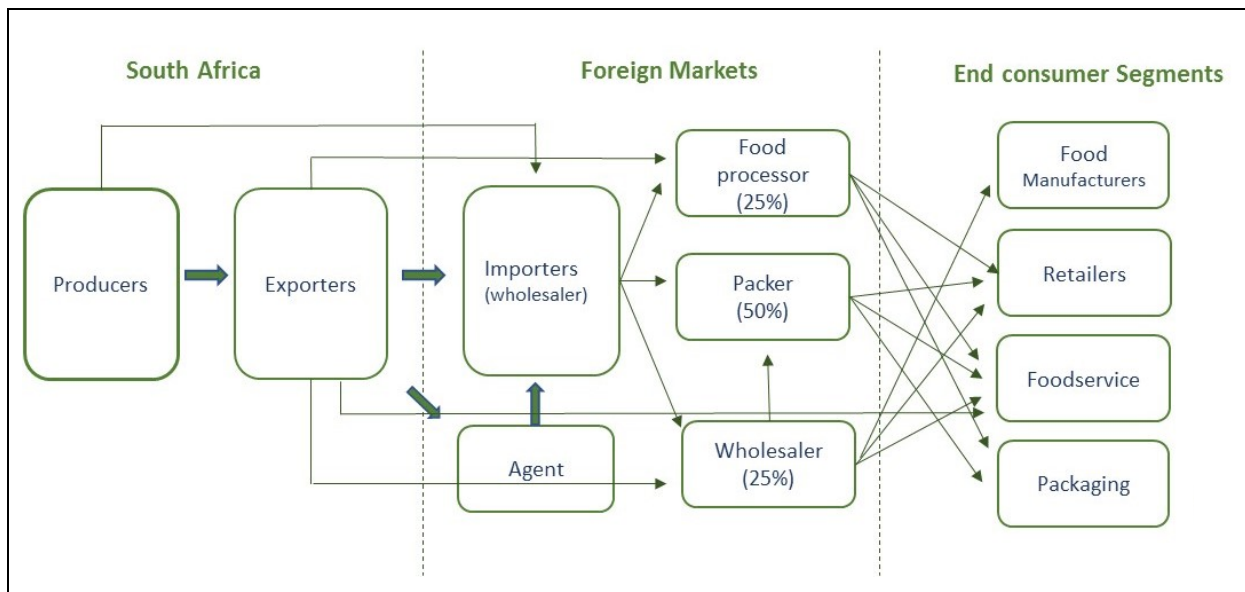 South Africa
Foreign Markets
End consumer Segments
Producers
Exporters
Importers
(wholesaler)
Agent
Food
processor
(25%)
Packer
(50%)
Wholesaler
(25%)
Food
Manufacturers
Retailers
Foodservice
Packaging